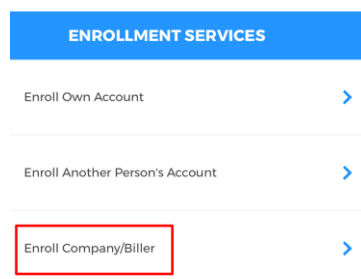 ENROLLMENT SERVICES
Enroll Own Account
Enroll Another Person's Account
Enroll Company/Biller